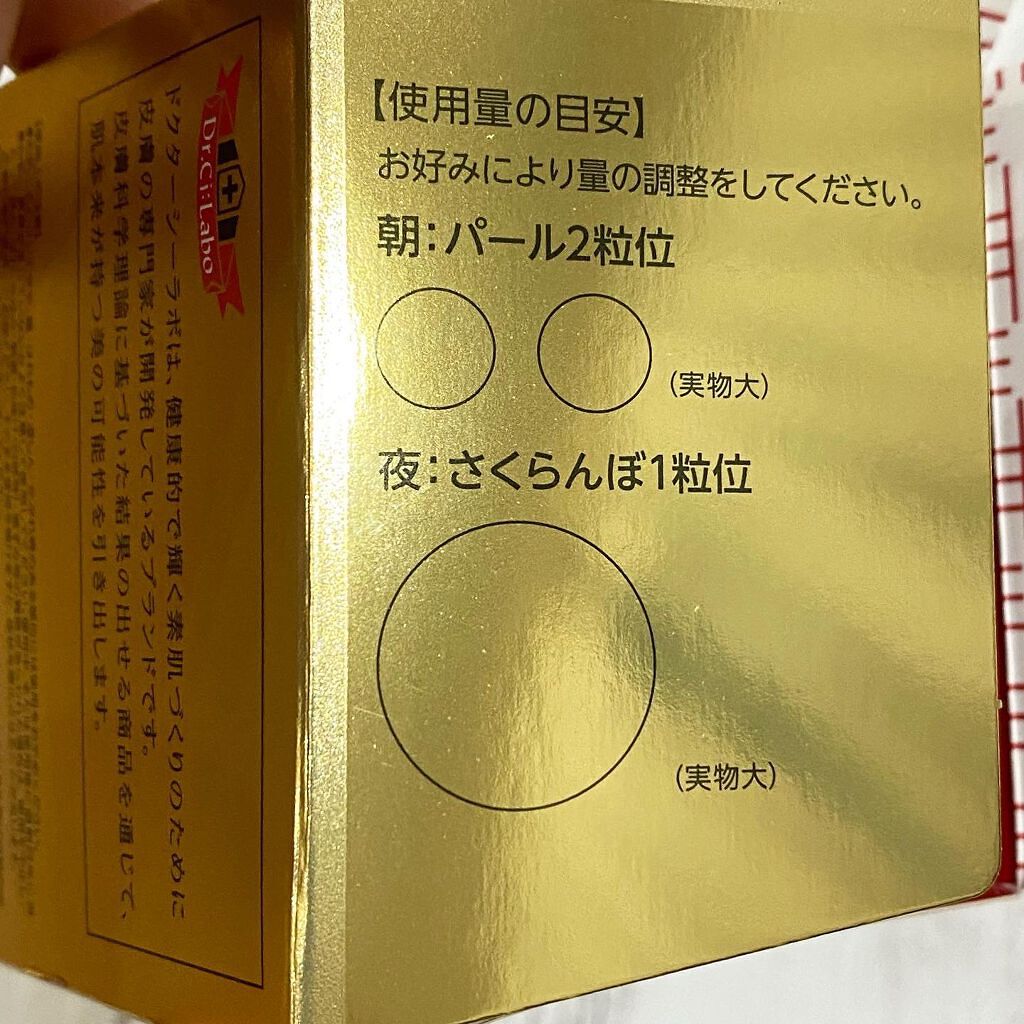 【使用量の目安】
お好みにより量の調整をしてください。
朝：パール2粒位
（実物大）
夜：さくらんぼ1粒位
（実物大）
Dr.Ci:Labo
ドクターシーラボは、健康的で輝く素肌づくりのために
皮膚の専門家が開発しているブランドです。
皮膚科学理論に基づいた結果の出せる商品を通じて、
肌本来が持つ美の可能性を引き出します。